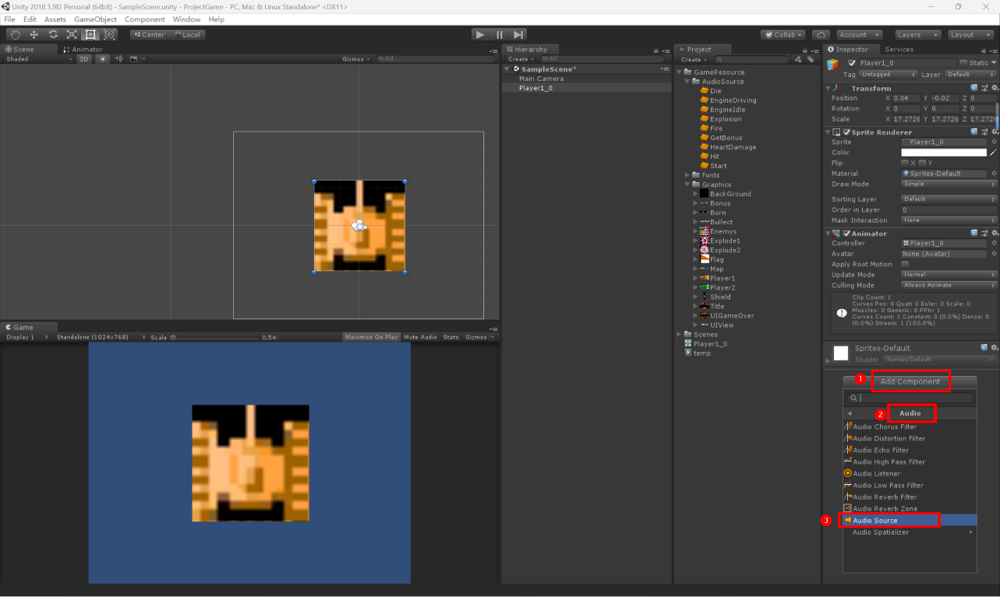 Unity 2018.1.9f2 Personal (64bit) - SampleScene.unity - ProjectGame - PC, Mac & Linux Standalone* <DX11>
File Edit Assets GameObject Component Window Help
Center Local Collab Account Layers Layout
Scene Animator
Shaded 2D Gizmos All
Game
Display 1 Standalone (1024x768) Scale 0.54: Maximize On Play Mute Audio Stats Gizmos
Hierarchy
Create All
SampleScene*
Main Camera
Player1_0
Project
Create
GameResource
AudioSource
Die
EngineDriving
EngineIdle
Explosion
Fire
GetBonus
HeartDamage
Hit
Start
Fonts
Graphics
BackGround
Bonus
Born
Bullect
Enemys
Explode1
Explode2
Flag
Map
Player1
Player2
Shield
Title
UIGameOver
UIView
Scenes
Player1_0
temp
Inspector Services
Player1_0 Static
Tag Untagged Layer Default
Transform
Position X 0.04 Y -0.02 Z 0
Rotation X 0 Y 0 Z 0
Scale X 17.2726 Y 17.2726 Z 17.2726
Sprite Renderer
Sprite Player1_0
Color
Flip X Y
Material Sprites-Default
Draw Mode Simple
Sorting Layer Default
Order in Layer 0
Mask Interaction None
Animator
Controller Player1_0
Avatar None (Avatar)
Apply Root Motion
Update Mode Normal
Culling Mode Always Animate
Clip Count: 1
Curves Pos: 0 Quat: 0 Euler: 0 Scale: 0
Muscles: 0 Generic: 0 PPtr: 1
Curves Count: 1 Constant: 0 (0.0%) Dense: 0
(0.0%) Stream: 1 (100.0%)
Sprites-Default
Shader Sprites/Default
1 Add Component
2 Audio
Audio Chorus Filter
Audio Distortion Filter
Audio Echo Filter
Audio High Pass Filter
Audio Listener
Audio Low Pass Filter
Audio Reverb Filter
Audio Reverb Zone
3 Audio Source
Audio Spatializer